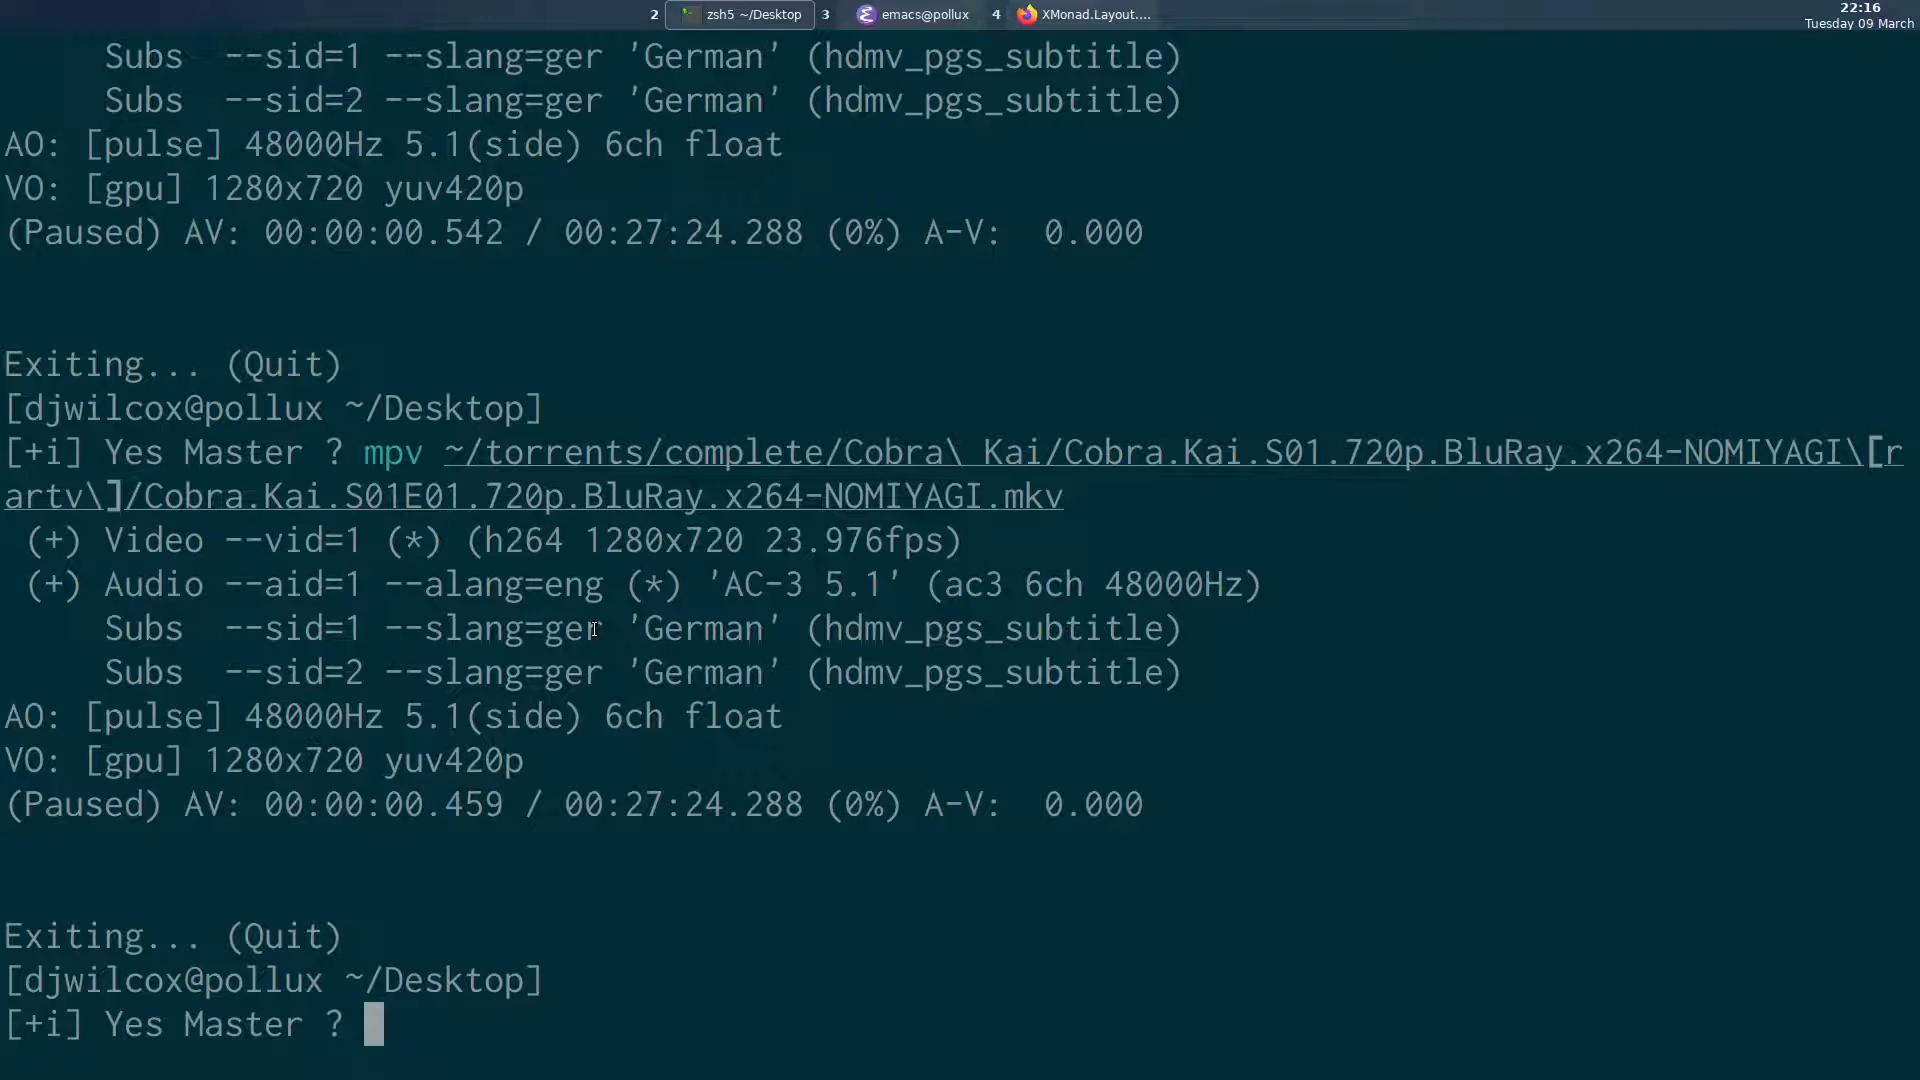 2 zsh5 ~/Desktop 3 emacs@pollux 4 XMonad.Layout.... 22:16
Tuesday 09 March
Subs --sid=1 --slang=ger 'German' (hdmv_pgs_subtitle)
Subs --sid=2 --slang=ger 'German' (hdmv_pgs_subtitle)
AO: [pulse] 48000Hz 5.1(side) 6ch float
VO: [gpu] 1280x720 yuv420p
(Paused) AV: 00:00:00.542 / 00:27:24.288 (0%) A-V: 0.000
Exiting... (Quit)
[djwilcox@pollux ~/Desktop]
[+i] Yes Master ? mpv ~/torrents/complete/Cobra\ Kai/Cobra.Kai.S01.720p.BluRay.x264-NOMIYAGI\[r
artv\]/Cobra.Kai.S01E01.720p.BluRay.x264-NOMIYAGI.mkv
(+) Video --vid=1 (*) (h264 1280x720 23.976fps)
(+) Audio --aid=1 --alang=eng (*) 'AC-3 5.1' (ac3 6ch 48000Hz)
Subs --sid=1 --slang=ger 'German' (hdmv_pgs_subtitle)
Subs --sid=2 --slang=ger 'German' (hdmv_pgs_subtitle)
AO: [pulse] 48000Hz 5.1(side) 6ch float
VO: [gpu] 1280x720 yuv420p
(Paused) AV: 00:00:00.459 / 00:27:24.288 (0%) A-V: 0.000
Exiting... (Quit)
[djwilcox@pollux ~/Desktop]
[+i] Yes Master ?